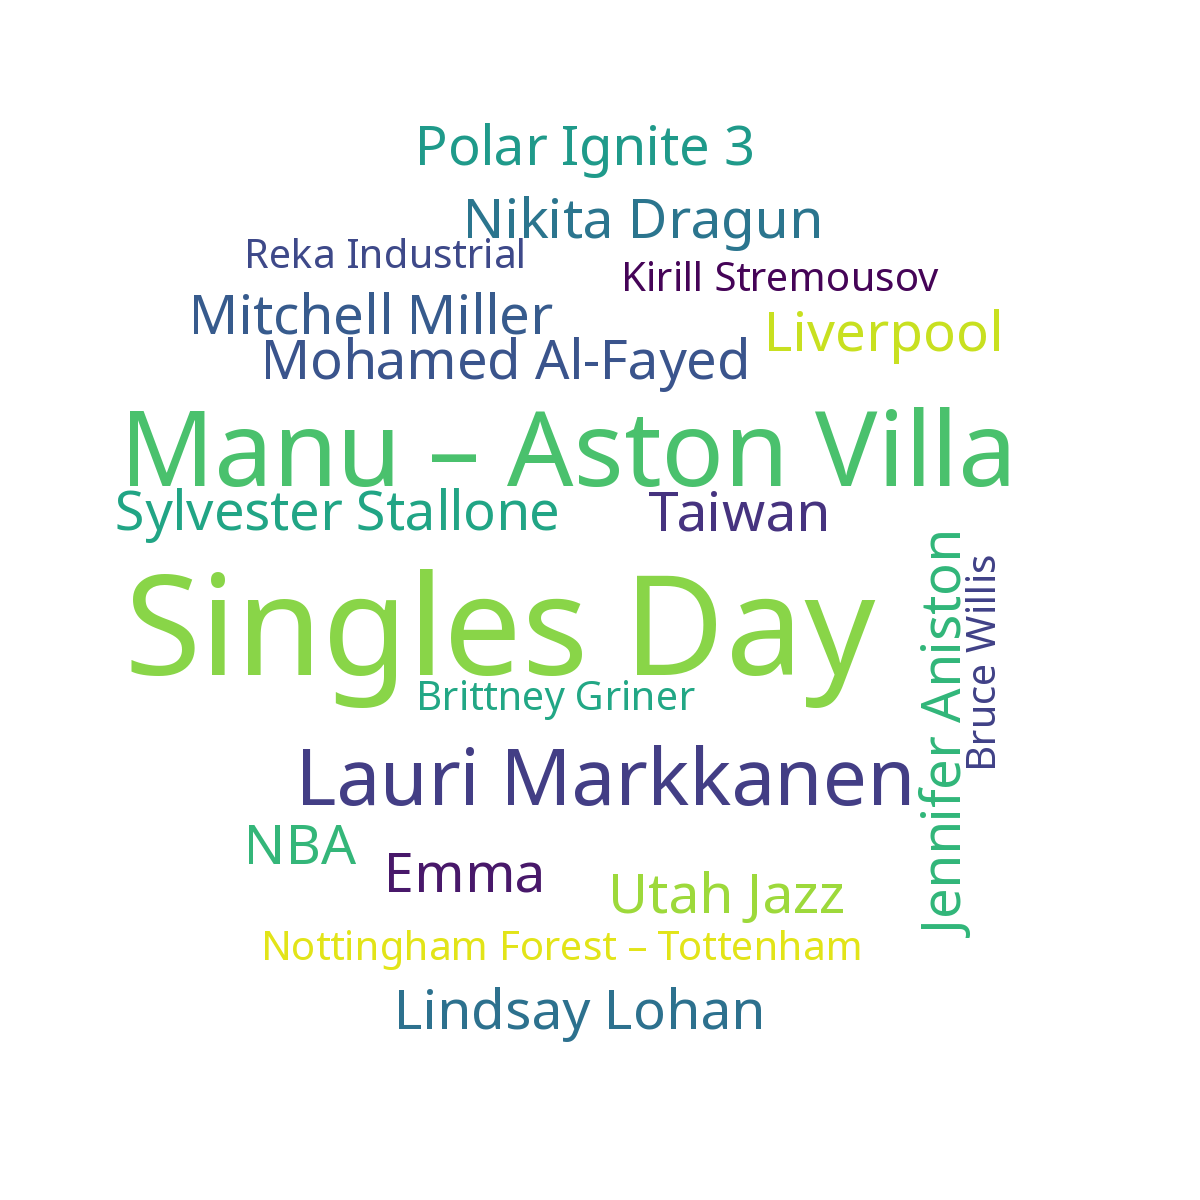 Polar Ignite 3
Nikita Dragun
Reka Industrial
Kirill Stremousov
Mitchell Miller
Liverpool
Mohamed Al-Fayed
Manu – Aston Villa
Sylvester Stallone
Taiwan
Singles Day
Jennifer Aniston
Bruce Willis
Brittney Griner
Lauri Markkanen
NBA
Emma
Utah Jazz
Nottingham Forest – Tottenham
Lindsay Lohan